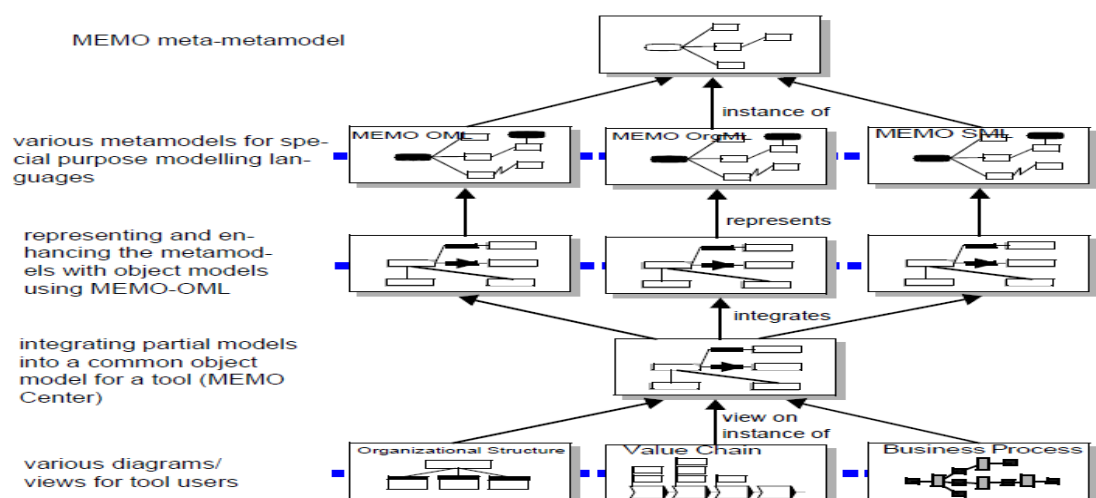 MEMO meta-metamodel
instance of
various metamodels for spe-
cial purpose modelling lan-
guages
MEMO OML
MEMO OrgML
MEMO SML
represents
representing and en-
hancing the metamod-
els with object models
using MEMO-OML
integrates
integrating partial models
into a common object
model for a tool (MEMO
Center)
view on
instance of
various diagrams/
views for tool users
Organizational Structure
Value Chain
Business Process